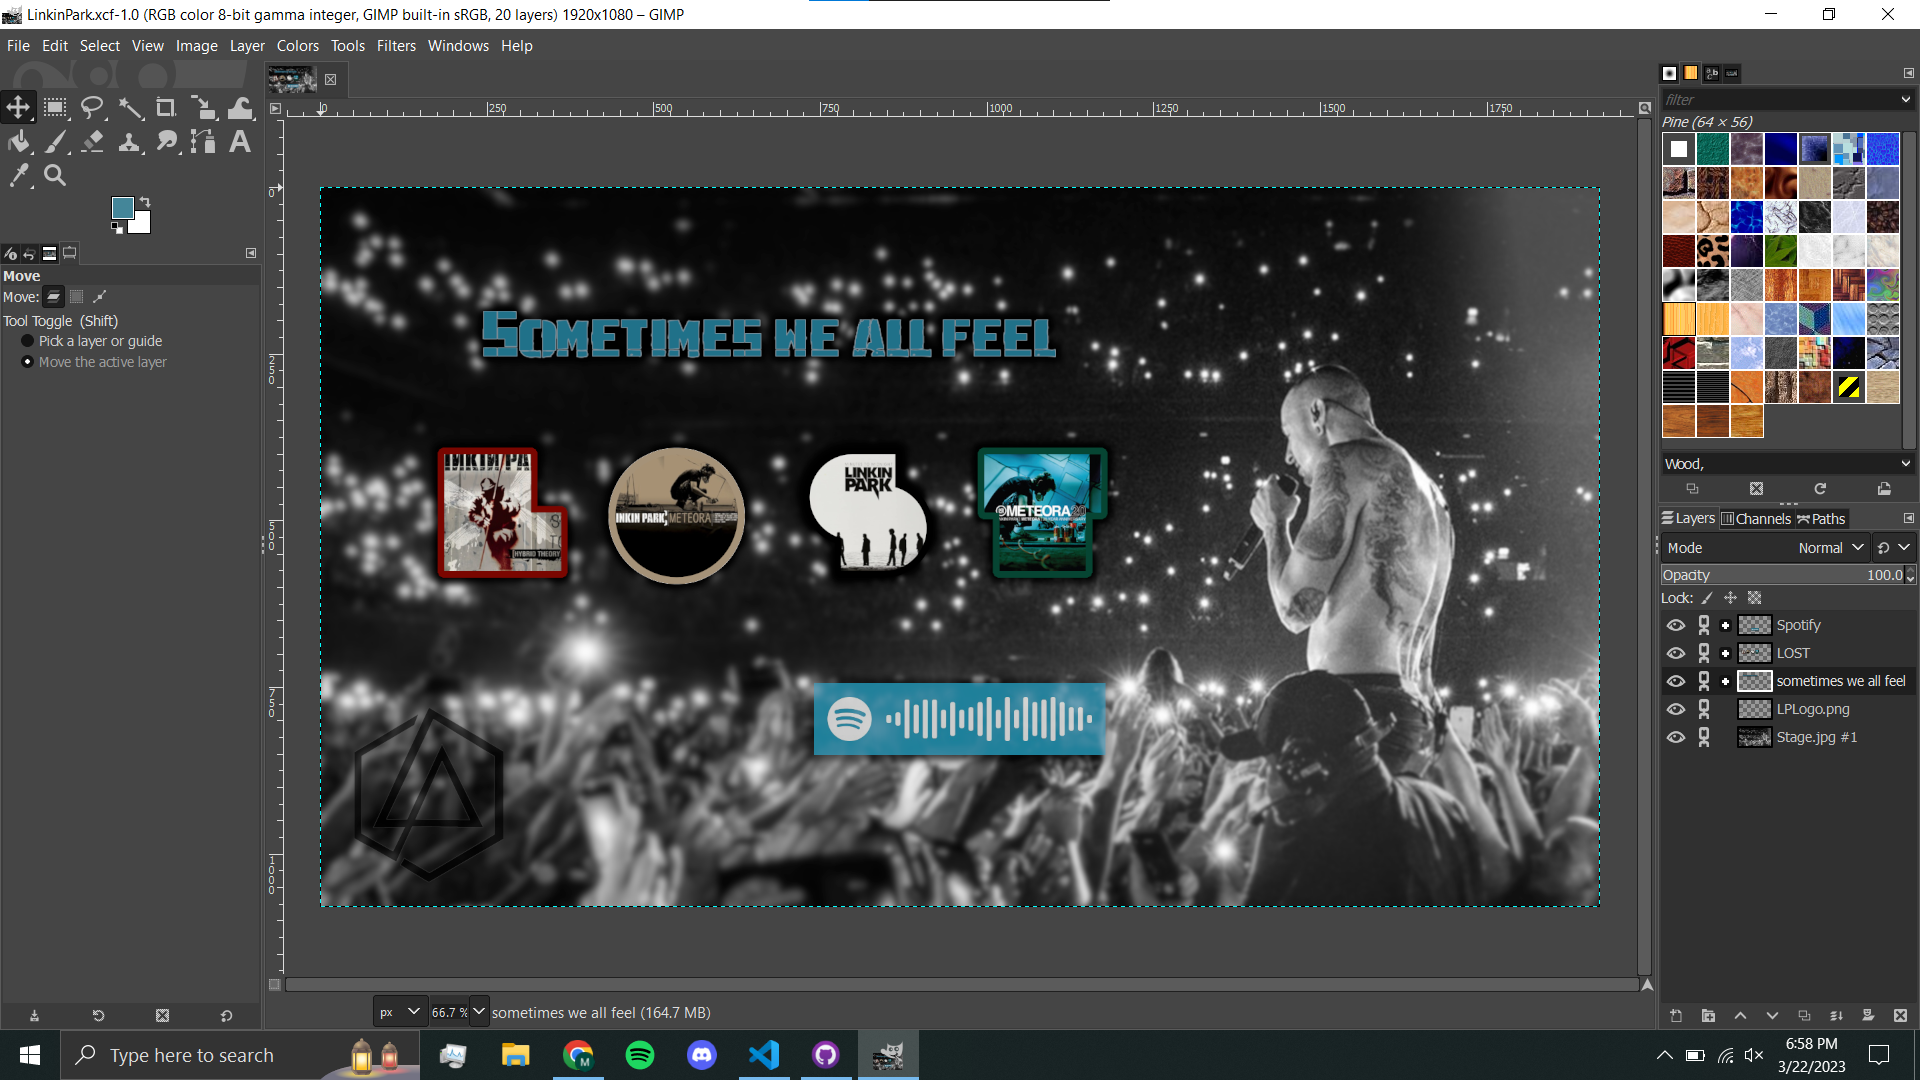 LinkinPark.xcf-1.0 (RGB color 8-bit gamma integer, GIMP built-in sRGB, 20 layers) 1920x1080 – GIMP
File Edit Select View Image Layer Colors Tools Filters Windows Help
0 250 500 750 1000 1250 1500 1750
filter
Pine (64 × 56)
Move
Move:
Tool Toggle (Shift)
Pick a layer or guide
Move the active layer
0
250
500
750
1000
SOMETIMES WE ALL FEEL
LINKIN PARK
HYBRID THEORY
LINKIN PARK METEORA
LINKIN
PARK
METEORA 20
Wood,
Layers Channels Paths
Mode Normal
Opacity 100.0
Lock:
Spotify
LOST
sometimes we all feel
LPLogo.png
Stage.jpg #1
px 66.7 % sometimes we all feel (164.7 MB)
Type here to search
M
6:58 PM
3/22/2023